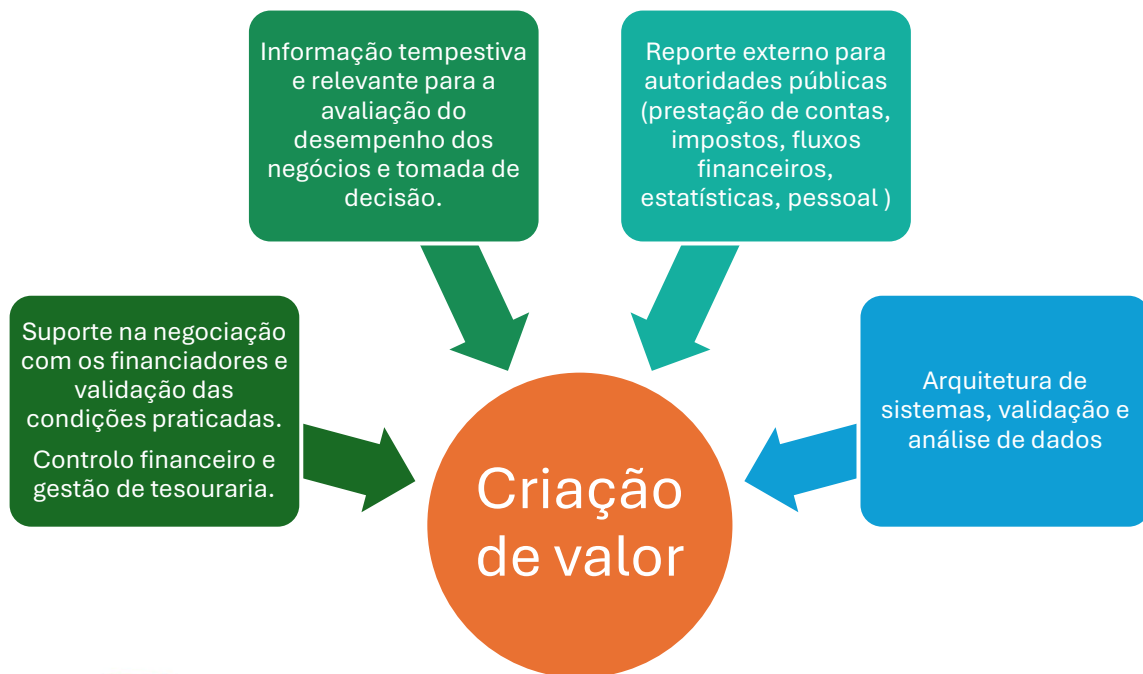 Informação tempestiva
e relevante para a
avaliação do
desempenho dos
negócios e tomada de
decisão.
Reporte externo para
autoridades públicas
(prestação de contas,
impostos, fluxos
financeiros,
estatísticas, pessoal )
Suporte na negociação
com os financiadores e
validação das
condições praticadas.
Controlo financeiro e
gestão de tesouraria.
Arquitetura de
sistemas, validação e
análise de dados
Criação
de valor